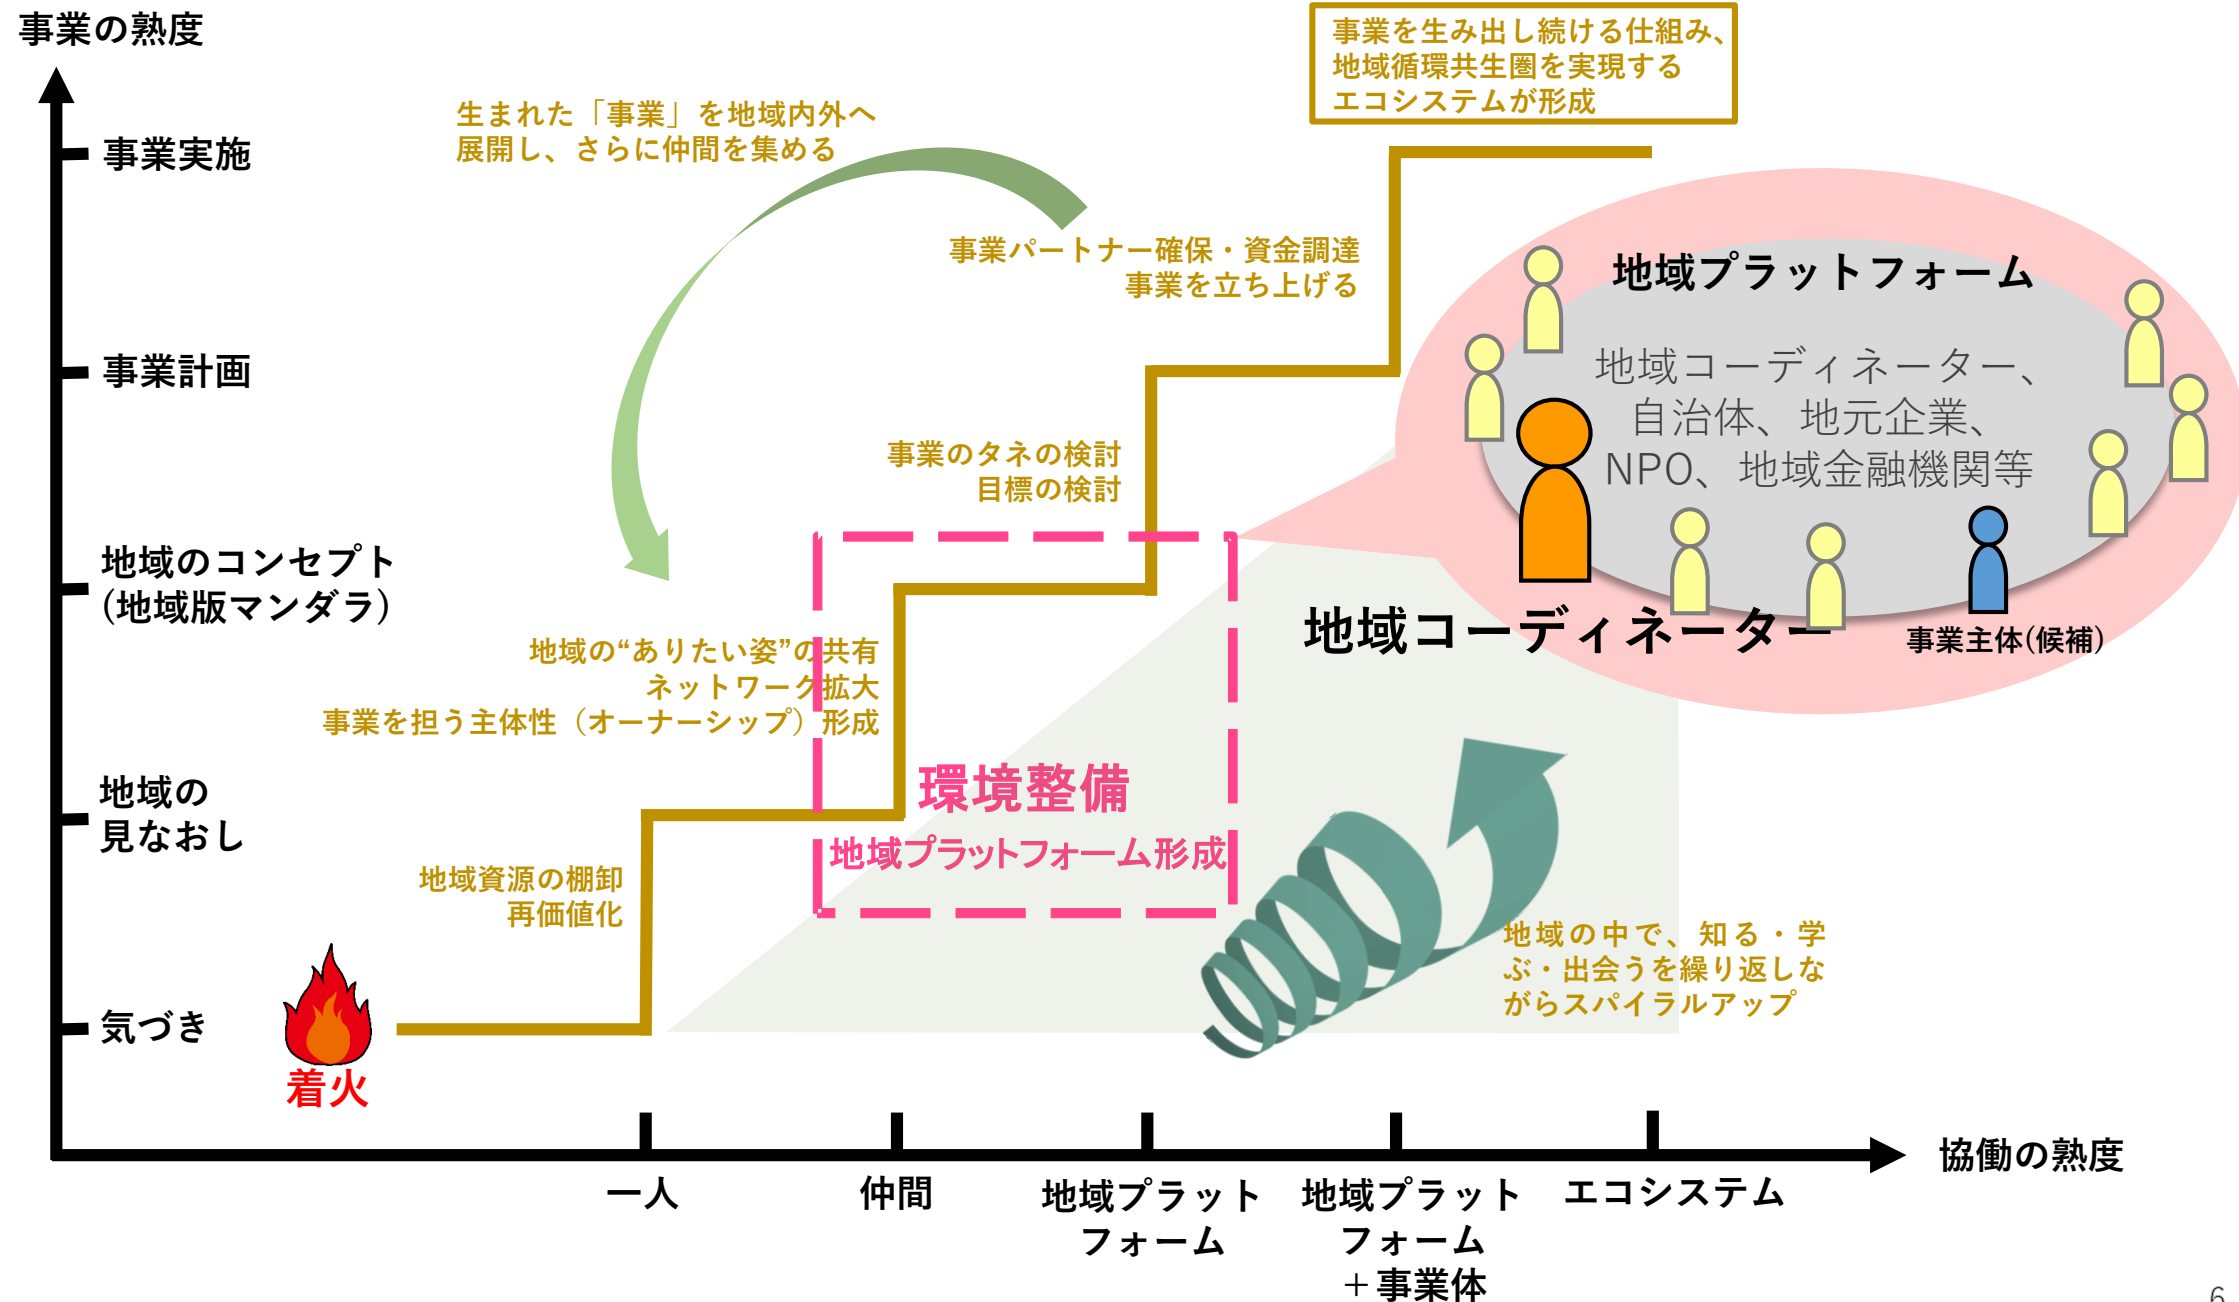 事業の熟度
事業を生み出し続ける仕組み、
地域循環共生圏を実現する
エコシステムが形成
生まれた「事業」を地域内外へ
展開し、さらに仲間を集める
事業実施
事業パートナー確保・資金調達
事業を立ち上げる
地域プラットフォーム
地域コーディネーター、
自治体、地元企業、
NPO、地域金融機関等
事業計画
事業のタネの検討
目標の検討
地域のコンセプト
(地域版マンダラ)
地域コーディネーター
事業主体(候補)
地域の“ありたい姿”の共有
ネットワーク拡大
事業を担う主体性（オーナーシップ）形成
環境整備
地域プラットフォーム形成
地域の
見なおし
地域資源の棚卸
再価値化
地域の中で、知る・学
ぶ・出会うを繰り返しな
がらスパイラルアップ
気づき
着火
協働の熟度
一人
仲間
地域プラット
フォーム
地域プラット
フォーム
＋事業体
エコシステム
6